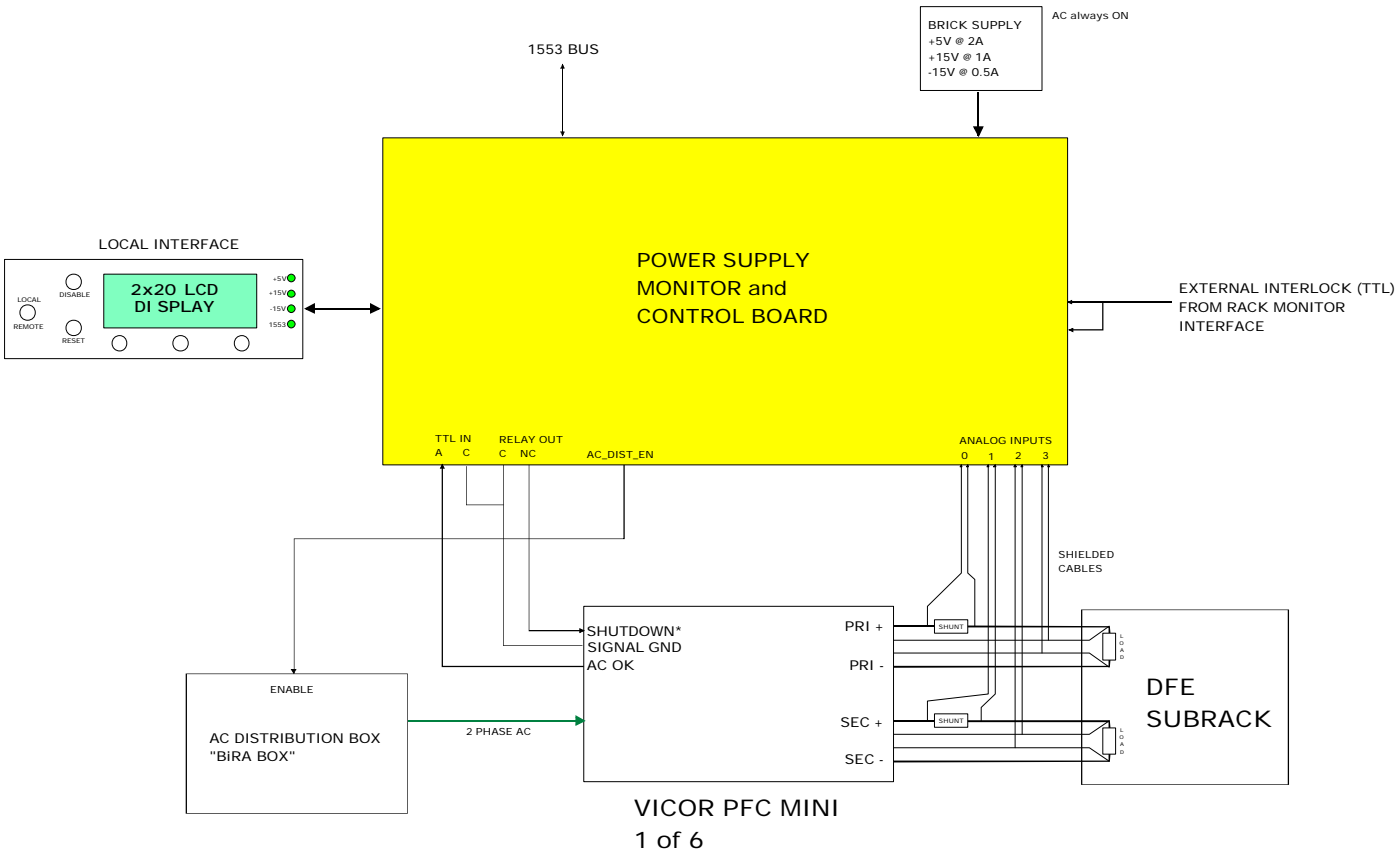 BRICK SUPPLY
+5V @ 2A
+15V @ 1A
-15V @ 0.5A
AC always ON
1553 BUS
LOCAL INTERFACE
LOCAL
REMOTE
DISABLE
RESET
2x20 LCD
DI SPLAY
+5V
+15V
-15V
1553
POWER SUPPLY
MONITOR and
CONTROL BOARD
EXTERNAL INTERLOCK (TTL)
FROM RACK MONITOR
INTERFACE
TTL IN
A C
RELAY OUT
C NC
AC_DIST_EN
ANALOG INPUTS
0 1 2 3
SHIELDED
CABLES
ENABLE
AC DISTRIBUTION BOX
"BiRA BOX"
2 PHASE AC
SHUTDOWN*
SIGNAL GND
AC OK
PRI +
PRI -
SEC +
SEC -
SHUNT
SHUNT
LOAD
LOAD
DFE
SUBRACK
VICOR PFC MINI
1 of 6